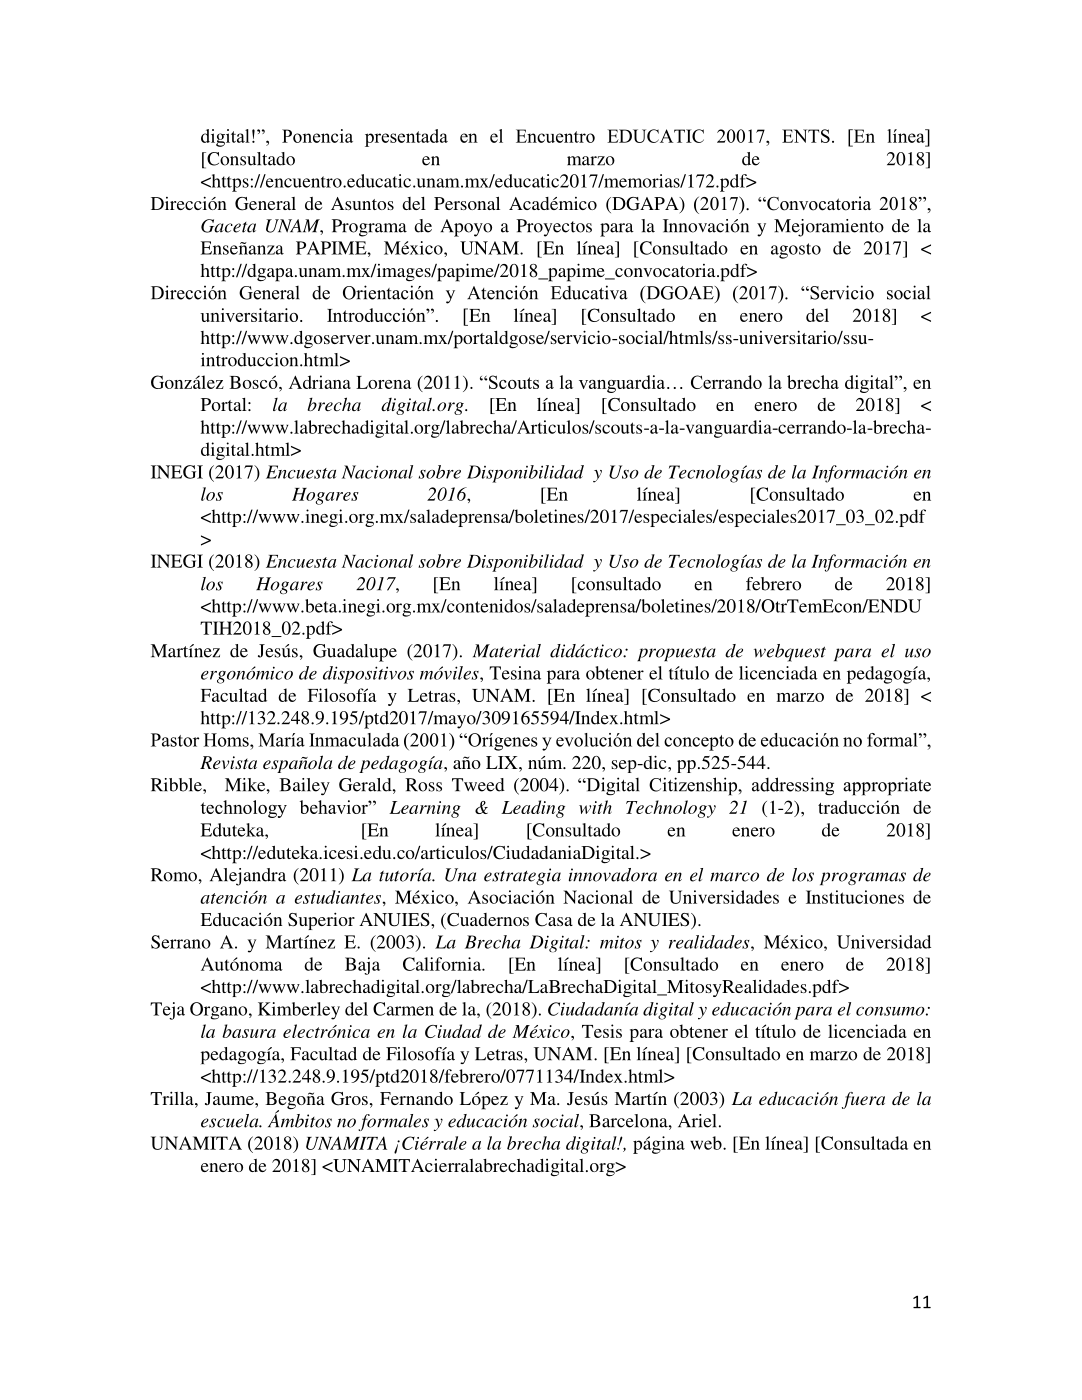 digital!”, Ponencia presentada en el Encuentro EDUCATIC 20017, ENTS. [En línea]
[Consultado en marzo de 2018]
<https://encuentro.educatic.unam.mx/educatic2017/memorias/172.pdf>
Dirección General de Asuntos del Personal Académico (DGAPA) (2017). “Convocatoria 2018”,
Gaceta UNAM, Programa de Apoyo a Proyectos para la Innovación y Mejoramiento de la
Enseñanza PAPIME, México, UNAM. [En línea] [Consultado en agosto de 2017] <
http://dgapa.unam.mx/images/papime/2018_papime_convocatoria.pdf>
Dirección General de Orientación y Atención Educativa (DGOAE) (2017). “Servicio social
universitario. Introducción”. [En línea] [Consultado en enero del 2018] <
http://www.dgoserver.unam.mx/portaldgose/servicio-social/htmls/ss-universitario/ssu-
introduccion.html>
González Boscó, Adriana Lorena (2011). “Scouts a la vanguardia… Cerrando la brecha digital”, en
Portal: la brecha digital.org. [En línea] [Consultado en enero de 2018] <
http://www.labrechadigital.org/labrecha/Articulos/scouts-a-la-vanguardia-cerrando-la-brecha-
digital.html>
INEGI (2017) Encuesta Nacional sobre Disponibilidad y Uso de Tecnologías de la Información en
los Hogares 2016, [En línea] [Consultado en
<http://www.inegi.org.mx/saladeprensa/boletines/2017/especiales/especiales2017_03_02.pdf
>
INEGI (2018) Encuesta Nacional sobre Disponibilidad y Uso de Tecnologías de la Información en
los Hogares 2017, [En línea] [consultado en febrero de 2018]
<http://www.beta.inegi.org.mx/contenidos/saladeprensa/boletines/2018/OtrTemEcon/ENDU
TIH2018_02.pdf>
Martínez de Jesús, Guadalupe (2017). Material didáctico: propuesta de webquest para el uso
ergonómico de dispositivos móviles, Tesina para obtener el título de licenciada en pedagogía,
Facultad de Filosofía y Letras, UNAM. [En línea] [Consultado en marzo de 2018] <
http://132.248.9.195/ptd2017/mayo/309165594/Index.html>
Pastor Homs, María Inmaculada (2001) “Orígenes y evolución del concepto de educación no formal”,
Revista española de pedagogía, año LIX, núm. 220, sep-dic, pp.525-544.
Ribble, Mike, Bailey Gerald, Ross Tweed (2004). “Digital Citizenship, addressing appropriate
technology behavior” Learning & Leading with Technology 21 (1-2), traducción de
Eduteka, [En línea] [Consultado en enero de 2018]
<http://eduteka.icesi.edu.co/articulos/CiudadaniaDigital.>
Romo, Alejandra (2011) La tutoría. Una estrategia innovadora en el marco de los programas de
atención a estudiantes, México, Asociación Nacional de Universidades e Instituciones de
Educación Superior ANUIES, (Cuadernos Casa de la ANUIES).
Serrano A. y Martínez E. (2003). La Brecha Digital: mitos y realidades, México, Universidad
Autónoma de Baja California. [En línea] [Consultado en enero de 2018]
<http://www.labrechadigital.org/labrecha/LaBrechaDigital_MitosyRealidades.pdf>
Teja Organo, Kimberley del Carmen de la, (2018). Ciudadanía digital y educación para el consumo:
la basura electrónica en la Ciudad de México, Tesis para obtener el título de licenciada en
pedagogía, Facultad de Filosofía y Letras, UNAM. [En línea] [Consultado en marzo de 2018]
<http://132.248.9.195/ptd2018/febrero/0771134/Index.html>
Trilla, Jaume, Begoña Gros, Fernando López y Ma. Jesús Martín (2003) La educación fuera de la
escuela. Ámbitos no formales y educación social, Barcelona, Ariel.
UNAMITA (2018) UNAMITA ¡Ciérrale a la brecha digital!, página web. [En línea] [Consultada en
enero de 2018] <UNAMITAcierralabrechadigital.org>
11